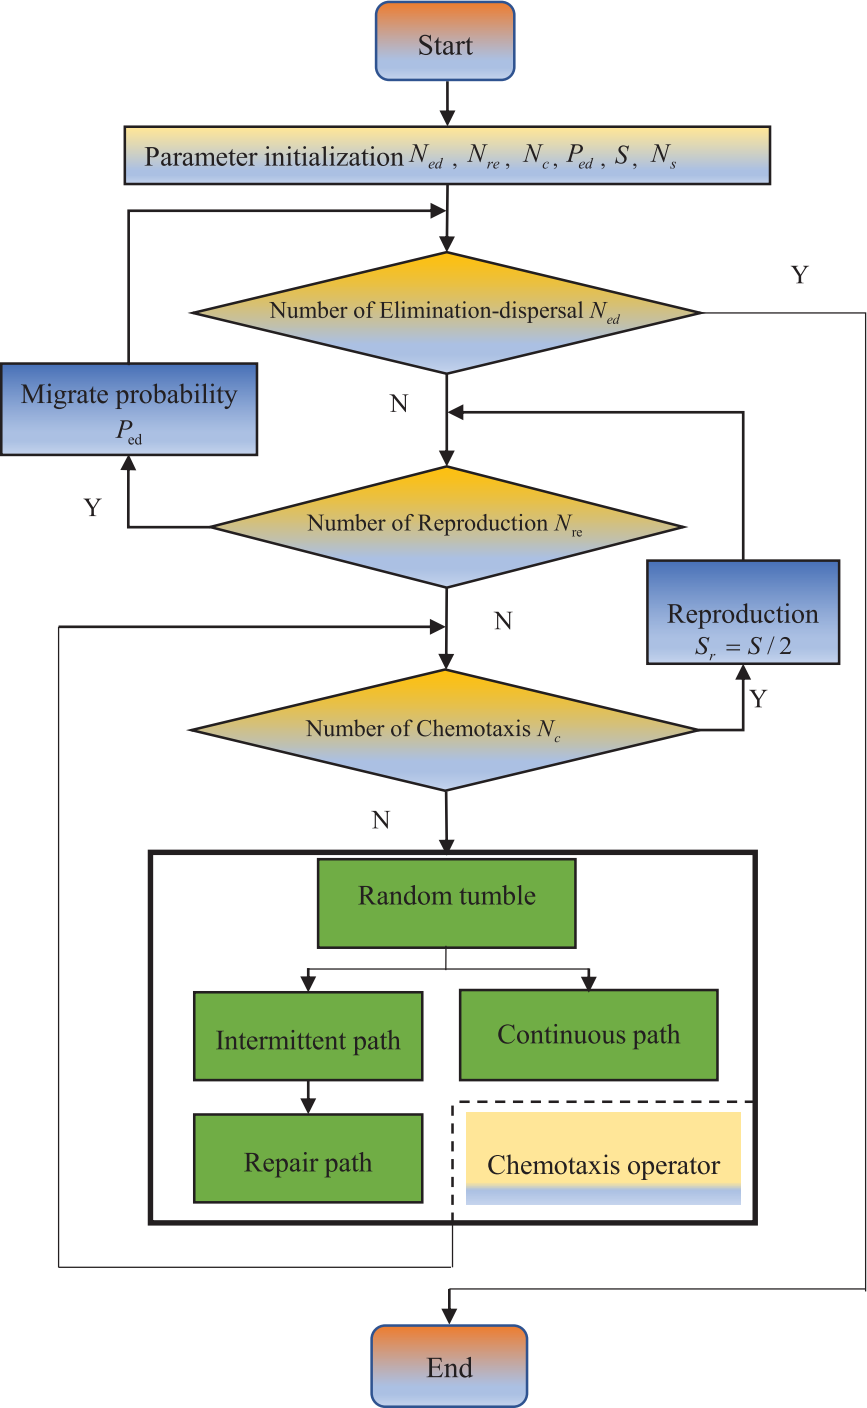 Start
Parameter initialization N_ed , N_re , N_c , P_ed , S , N_s
Y
Number of Elimination-dispersal N_ed
Migrate probability
P_ed
N
Y
Number of Reproduction N_re
N
Reproduction
S_r = S / 2
Y
Number of Chemotaxis N_c
N
Random tumble
Intermittent path
Continuous path
Repair path
Chemotaxis operator
End